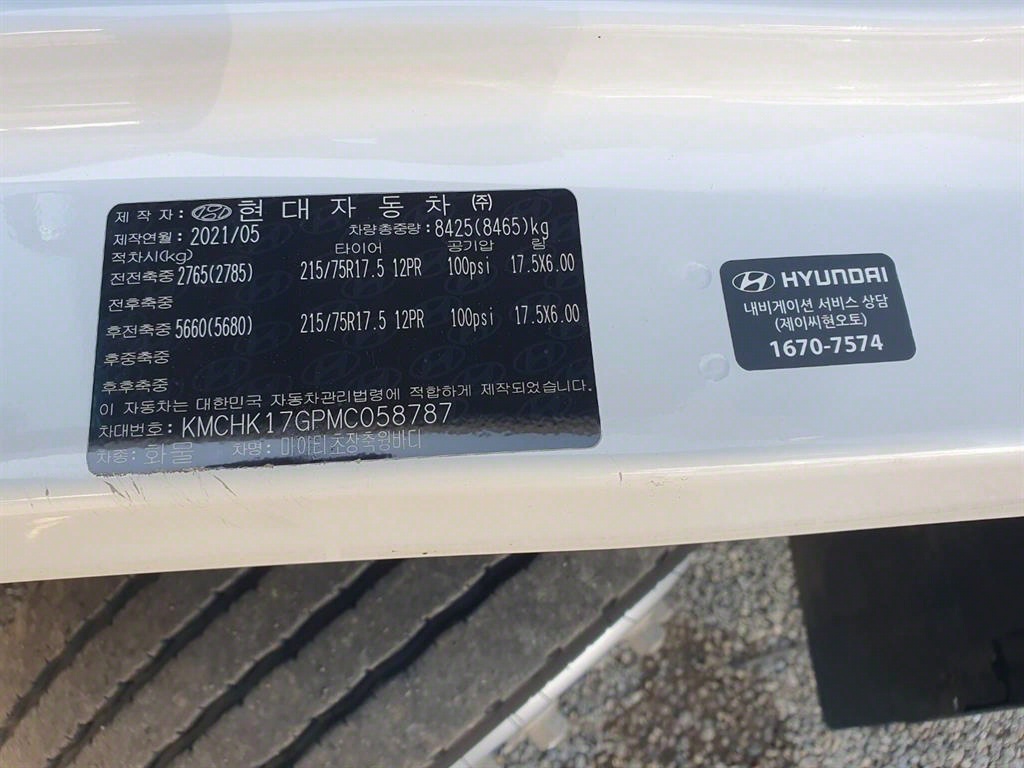 제 작 자 : 현 대 자 동 차 ㈜
제작연월: 2021/05 차량총중량: 8425(8465)kg
적차시(kg) 타이어 공기압 림
전전축중 2765(2785) 215/75R17.5 12PR 100psi 17.5X6.00
전후축중
후전축중 5660(5680) 215/75R17.5 12PR 100psi 17.5X6.00
후중축중
후후축중
이 자동차는 대한민국 자동차관리법령에 적합하게 제작되었습니다.
차대번호: KMCHK17GPMC058787
차종: 화물 차명: 마이티초장축윙바디
HYUNDAI
내비게이션 서비스 상담
(제이씨현오토)
1670-7574